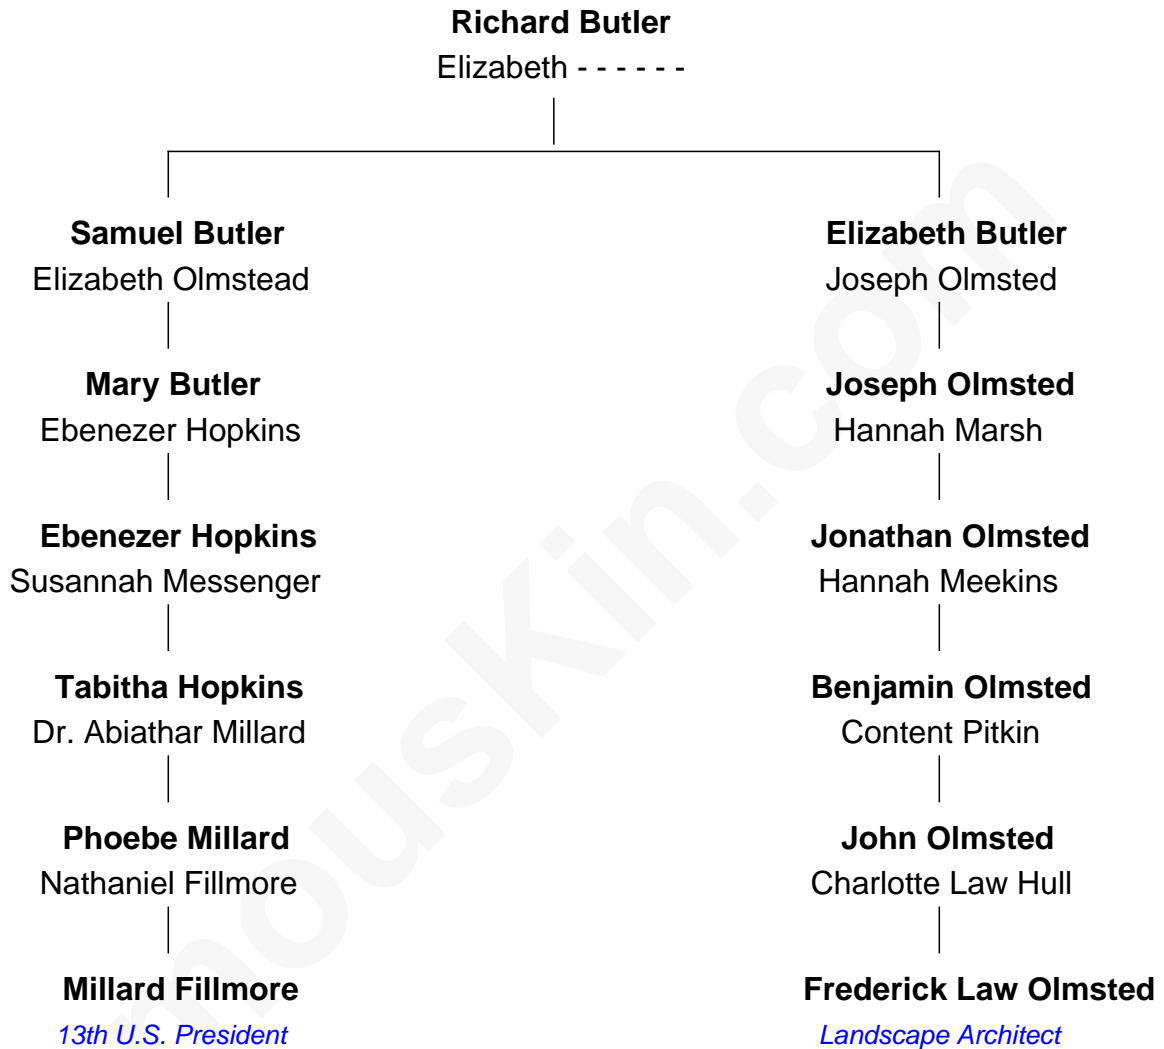 Richard Butler
Elizabeth - - - - - -
Samuel Butler
Elizabeth Olmstead
Elizabeth Butler
Joseph Olmsted
Mary Butler
Ebenezer Hopkins
Joseph Olmsted
Hannah Marsh
Ebenezer Hopkins
Susannah Messenger
Jonathan Olmsted
Hannah Meekins
Tabitha Hopkins
Dr. Abiathar Millard
Benjamin Olmsted
Content Pitkin
Phoebe Millard
Nathaniel Fillmore
John Olmsted
Charlotte Law Hull
Millard Fillmore
13th U.S. President
Frederick Law Olmsted
Landscape Architect
mousKin.com